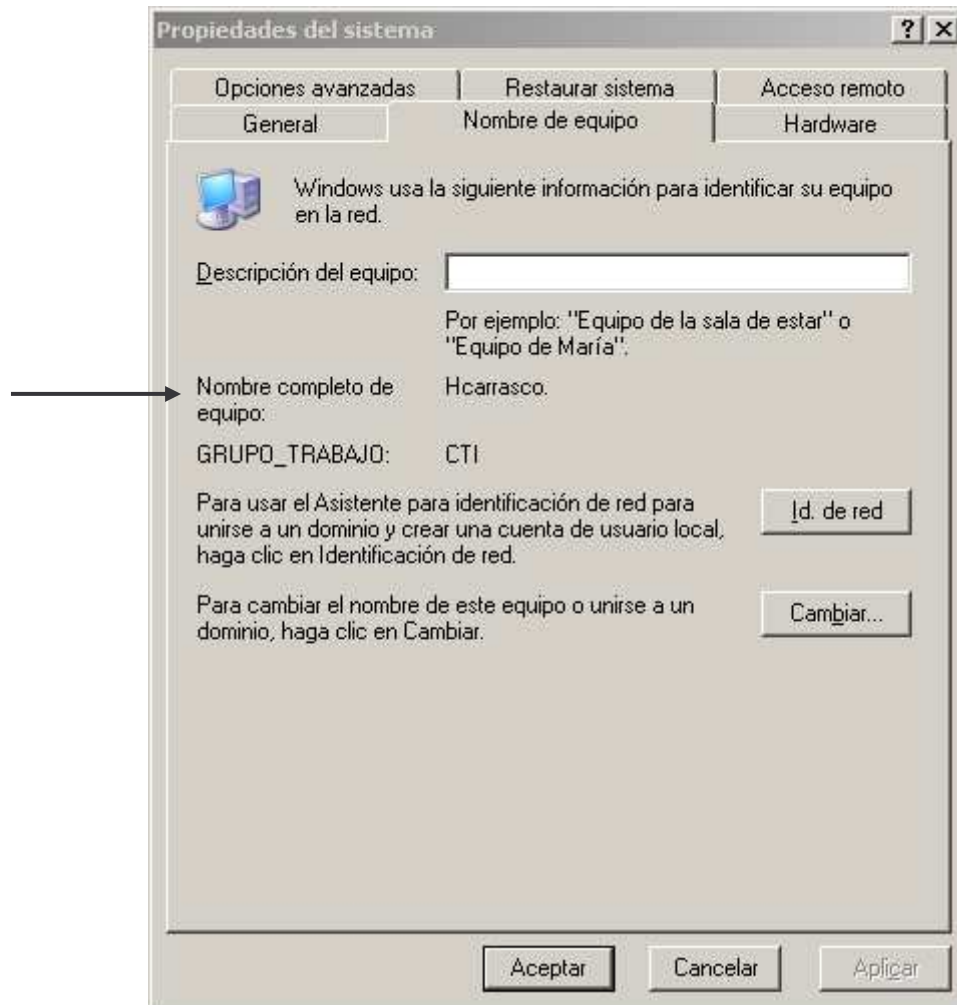 Propiedades del sistema
Opciones avanzadas Restaurar sistema Acceso remoto
General Nombre de equipo Hardware
Windows usa la siguiente información para identificar su equipo
en la red.
Descripción del equipo:
Por ejemplo: "Equipo de la sala de estar" o
"Equipo de María".
Nombre completo de Hcarrasco.
equipo:
GRUPO_TRABAJO: CTI
Para usar el Asistente para identificación de red para
unirse a un dominio y crear una cuenta de usuario local,
haga clic en Identificación de red.
Id. de red
Para cambiar el nombre de este equipo o unirse a un
dominio, haga clic en Cambiar.
Cambiar...
Aceptar Cancelar Aplicar